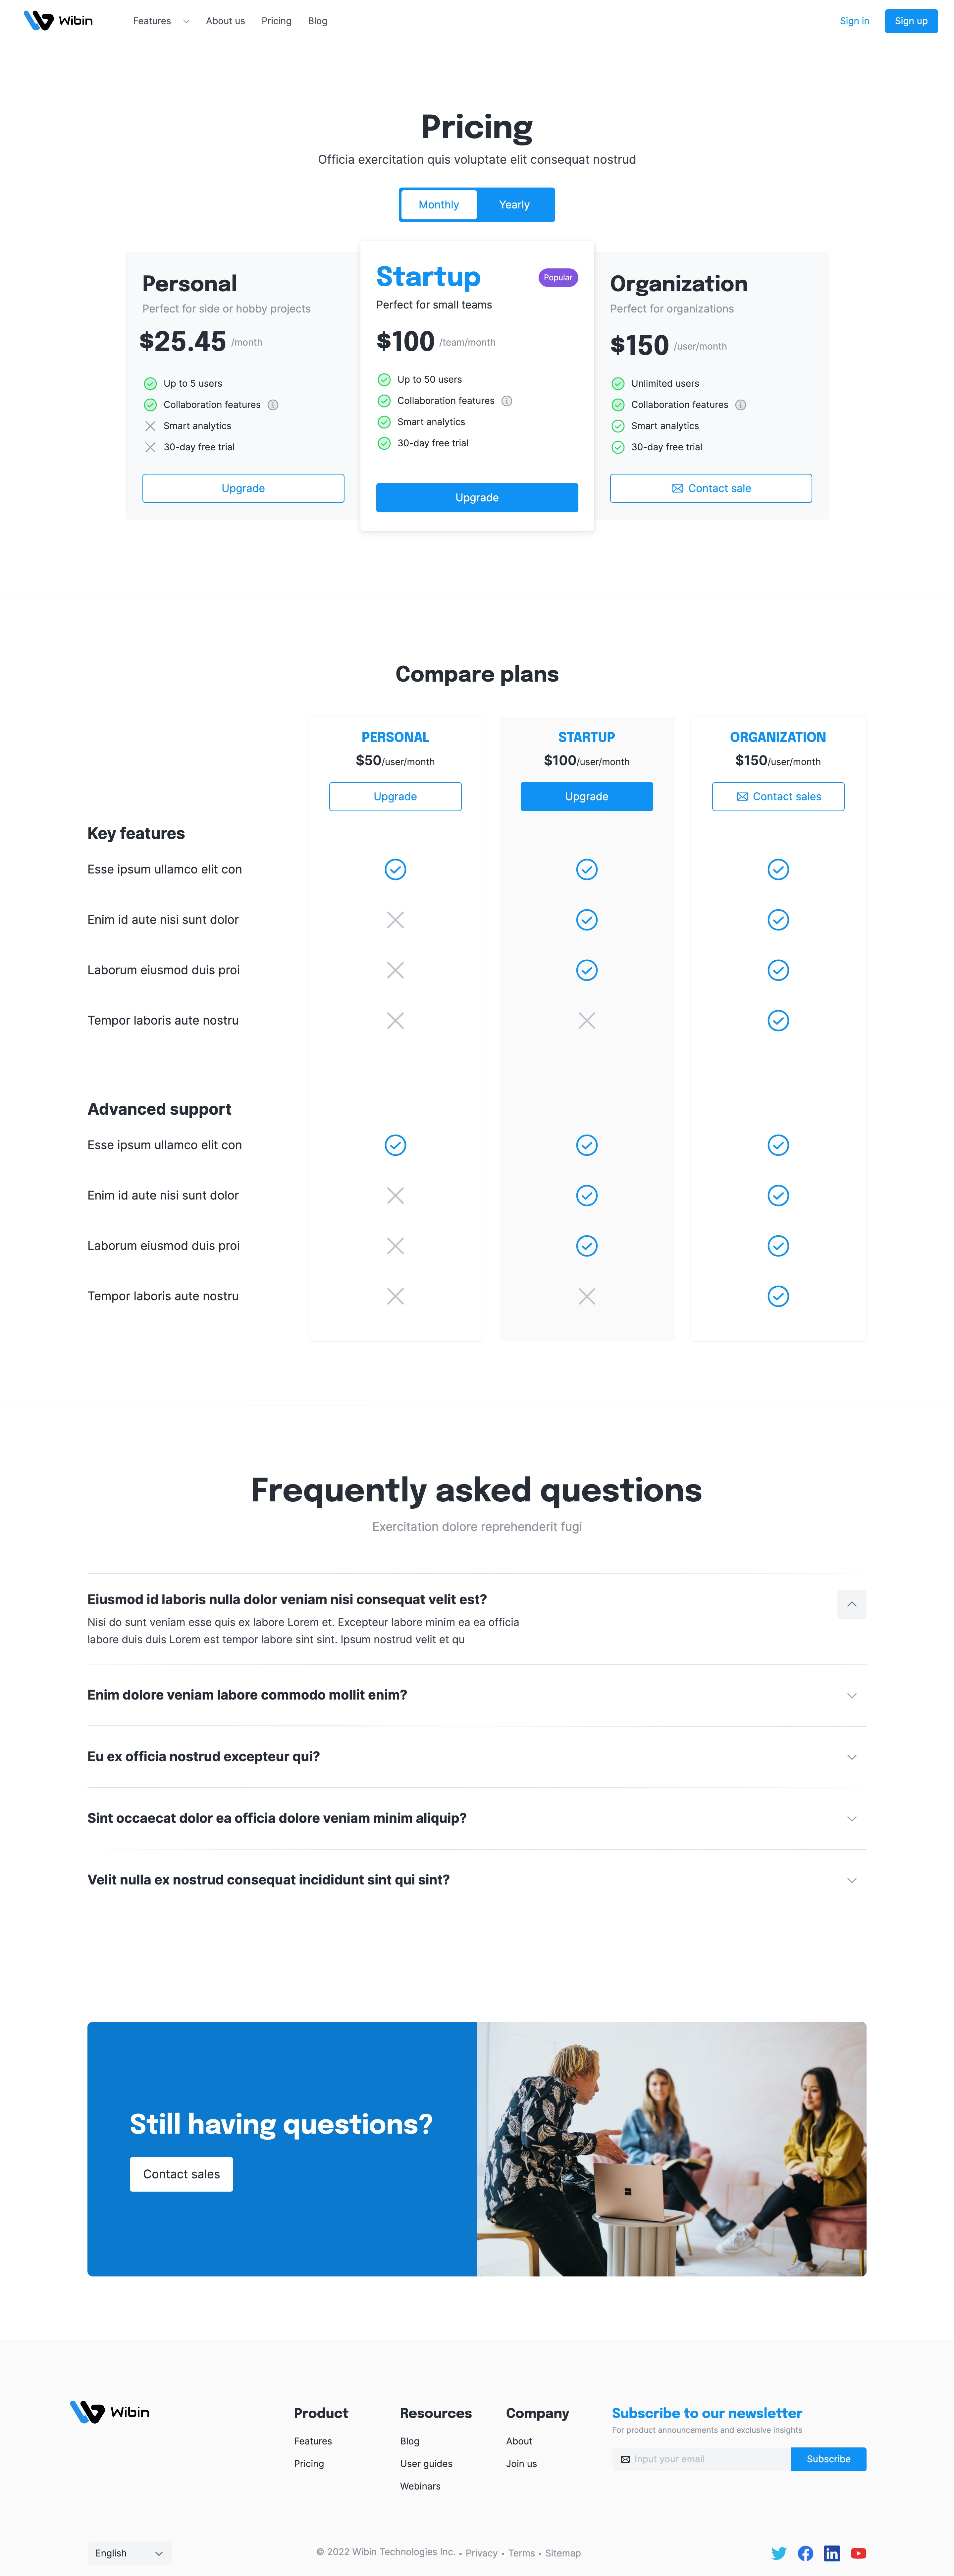 Wibin
Features
About us
Pricing
Blog
Sign in
Sign up
Pricing
Officia exercitation quis voluptate elit consequat nostrud
Monthly
Yearly
Personal
Perfect for side or hobby projects
$25.45 /month
Up to 5 users
Collaboration features
Smart analytics
30-day free trial
Upgrade
Startup
Popular
Perfect for small teams
$100 /team/month
Up to 50 users
Collaboration features
Smart analytics
30-day free trial
Upgrade
Organization
Perfect for organizations
$150 /user/month
Unlimited users
Collaboration features
Smart analytics
30-day free trial
Contact sale
Compare plans
PERSONAL
$50/user/month
Upgrade
STARTUP
$100/user/month
Upgrade
ORGANIZATION
$150/user/month
Contact sales
Key features
Esse ipsum ullamco elit con
Enim id aute nisi sunt dolor
Laborum eiusmod duis proi
Tempor laboris aute nostru
Advanced support
Esse ipsum ullamco elit con
Enim id aute nisi sunt dolor
Laborum eiusmod duis proi
Tempor laboris aute nostru
Frequently asked questions
Exercitation dolore reprehenderit fugi
Eiusmod id laboris nulla dolor veniam nisi consequat velit est?
Nisi do sunt veniam esse quis ex labore Lorem et. Excepteur labore minim ea ea officia
labore duis duis Lorem est tempor labore sint sint. Ipsum nostrud velit et qu
Enim dolore veniam labore commodo mollit enim?
Eu ex officia nostrud excepteur qui?
Sint occaecat dolor ea officia dolore veniam minim aliquip?
Velit nulla ex nostrud consequat incididunt sint qui sint?
Still having questions?
Contact sales
Wibin
Product
Features
Pricing
Resources
Blog
User guides
Webinars
Company
About
Join us
Subscribe to our newsletter
For product announcements and exclusive insights
Input your email
Subscribe
English
© 2022 Wibin Technologies Inc. • Privacy • Terms • Sitemap